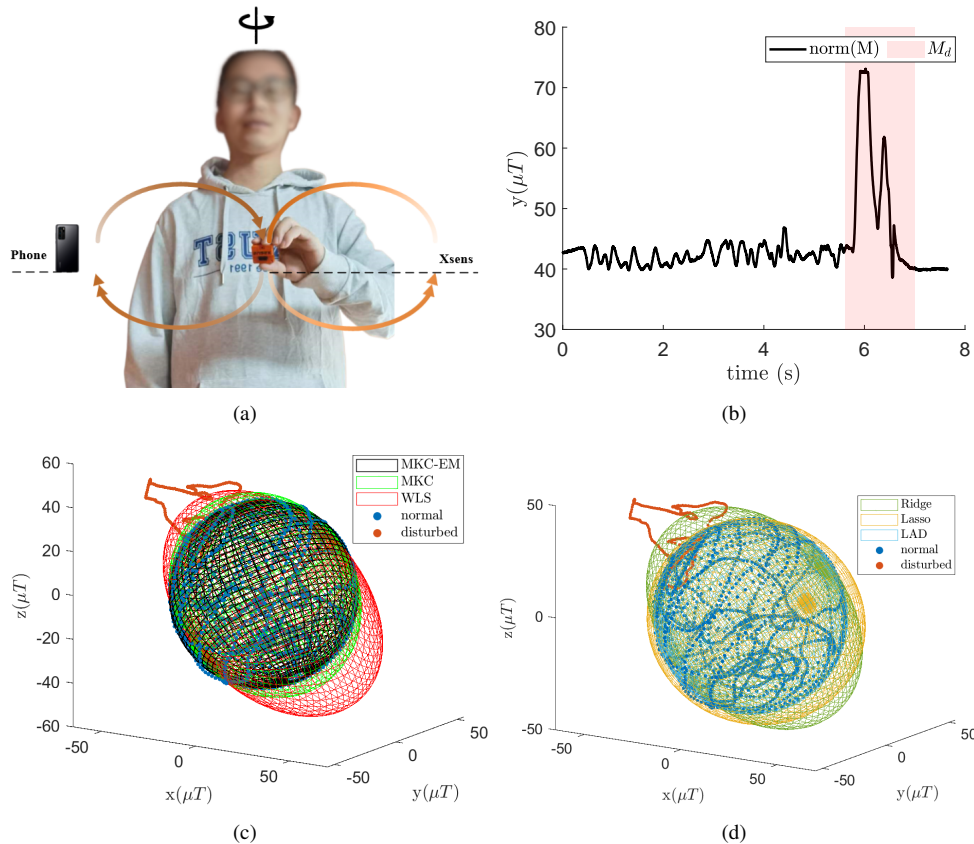 Phone
Xsens
(a)
norm(M) M_d
80
70
60
50
40
30
y(μT)
0 2 4 6 8
time (s)
(b)
MKC-EM
MKC
WLS
normal
disturbed
60
40
20
0
-20
-40
-60
z(μT)
-50 0 50
x(μT)
-50 0 50
y(μT)
(c)
Ridge
Lasso
LAD
normal
disturbed
50
0
-50
z(μT)
-50 0 50
x(μT)
-50 0 50
y(μT)
(d)